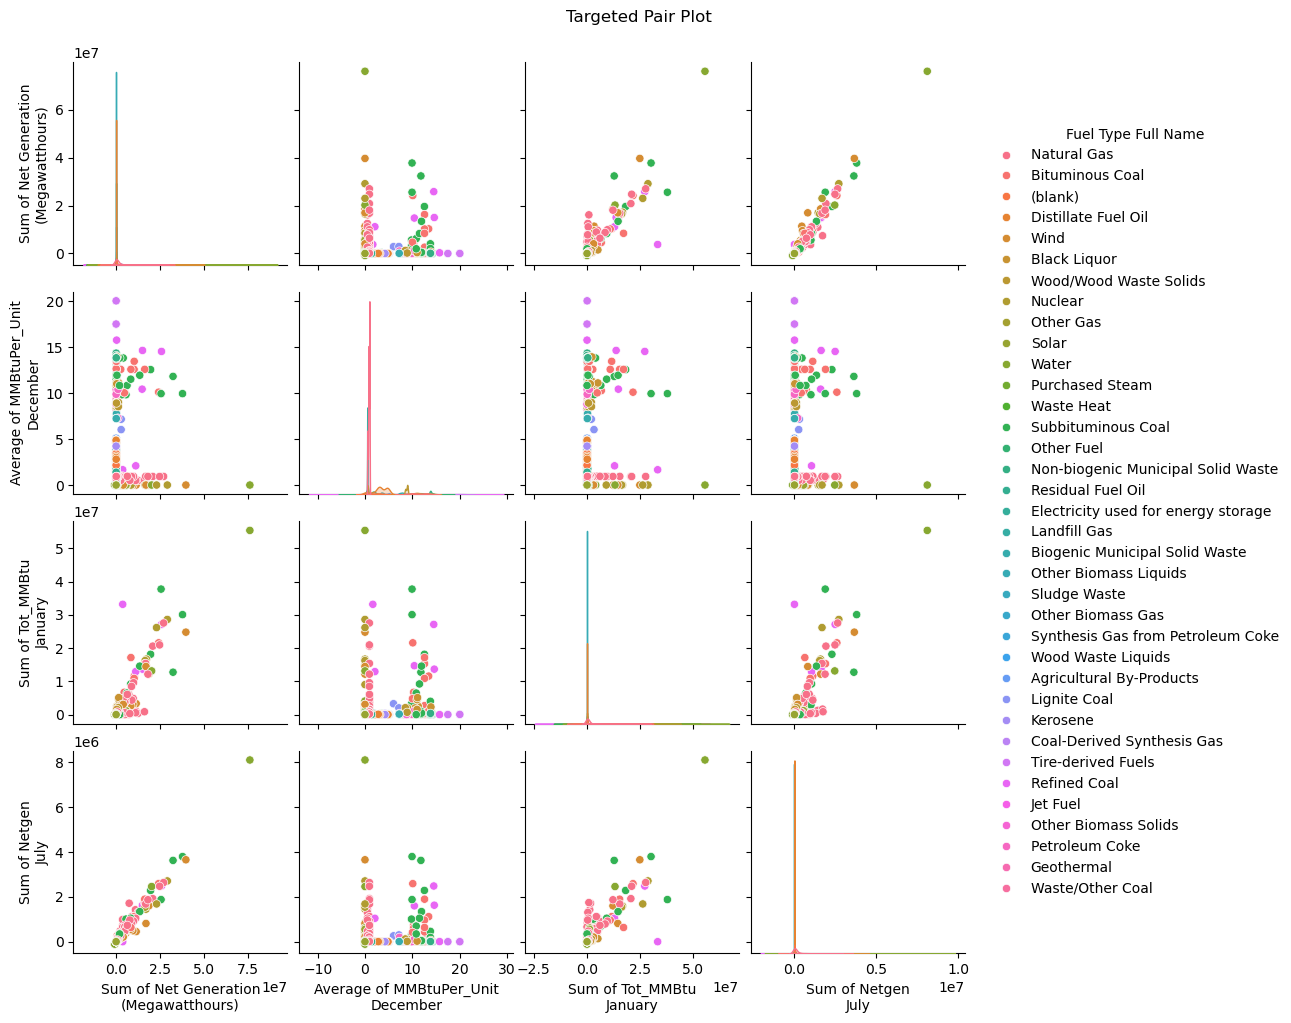 Targeted Pair Plot
1e7
Sum of Net Generation
(Megawatthours)
6
4
2
0
Average of MMBtuPer_Unit
December
20
15
10
5
0
1e7
Sum of Tot_MMBtu
January
5
4
3
2
1
0
1e6
Sum of Netgen
July
8
6
4
2
0
0.0 2.5 5.0 7.5
1e7
Sum of Net Generation
(Megawatthours)
−10 0 10 20 30
Average of MMBtuPer_Unit
December
−2.5 0.0 2.5 5.0
1e7
Sum of Tot_MMBtu
January
0.0 0.5 1.0
1e7
Sum of Netgen
July
Fuel Type Full Name
Natural Gas
Bituminous Coal
(blank)
Distillate Fuel Oil
Wind
Black Liquor
Wood/Wood Waste Solids
Nuclear
Other Gas
Solar
Water
Purchased Steam
Waste Heat
Subbituminous Coal
Other Fuel
Non-biogenic Municipal Solid Waste
Residual Fuel Oil
Electricity used for energy storage
Landfill Gas
Biogenic Municipal Solid Waste
Other Biomass Liquids
Sludge Waste
Other Biomass Gas
Synthesis Gas from Petroleum Coke
Wood Waste Liquids
Agricultural By-Products
Lignite Coal
Kerosene
Coal-Derived Synthesis Gas
Tire-derived Fuels
Refined Coal
Jet Fuel
Other Biomass Solids
Petroleum Coke
Geothermal
Waste/Other Coal